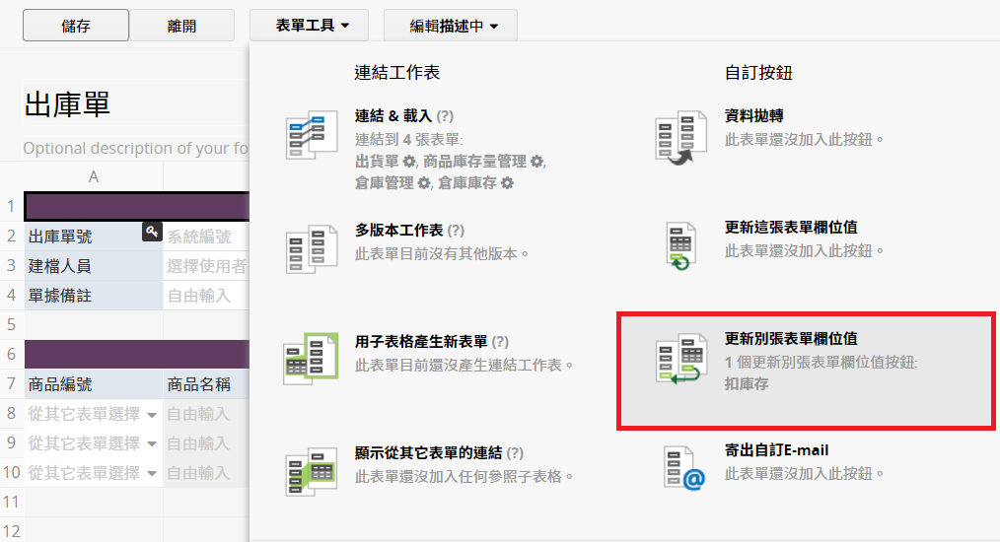 儲存
離開
表單工具
編輯描述中
出庫單
Optional description of your fo
A
1
2 出庫單號 系統編號
3 建檔人員 選擇使用者
4 單據備註 自由輸入
5
6
7 商品編號 商品名稱
8 從其它表單選擇 自由輸入
9 從其它表單選擇 自由輸入
10 從其它表單選擇 自由輸入
11
12
連結工作表
連結 & 載入 (?)
連結到 4 張表單:
出貨單 , 商品庫存量管理 ,
倉庫管理 , 倉庫庫存
多版本工作表 (?)
此表單目前沒有其他版本。
用子表格產生新表單 (?)
此表單目前還沒產生連結工作表。
顯示從其它表單的連結 (?)
此表單還沒加入任何參照子表格。
自訂按鈕
資料拋轉
此表單還沒加入此按鈕。
更新這張表單欄位值
此表單還沒加入此按鈕。
更新別張表單欄位值
1 個更新別張表單欄位值按鈕:
扣庫存
寄出自訂E-mail
此表單還沒加入此按鈕。